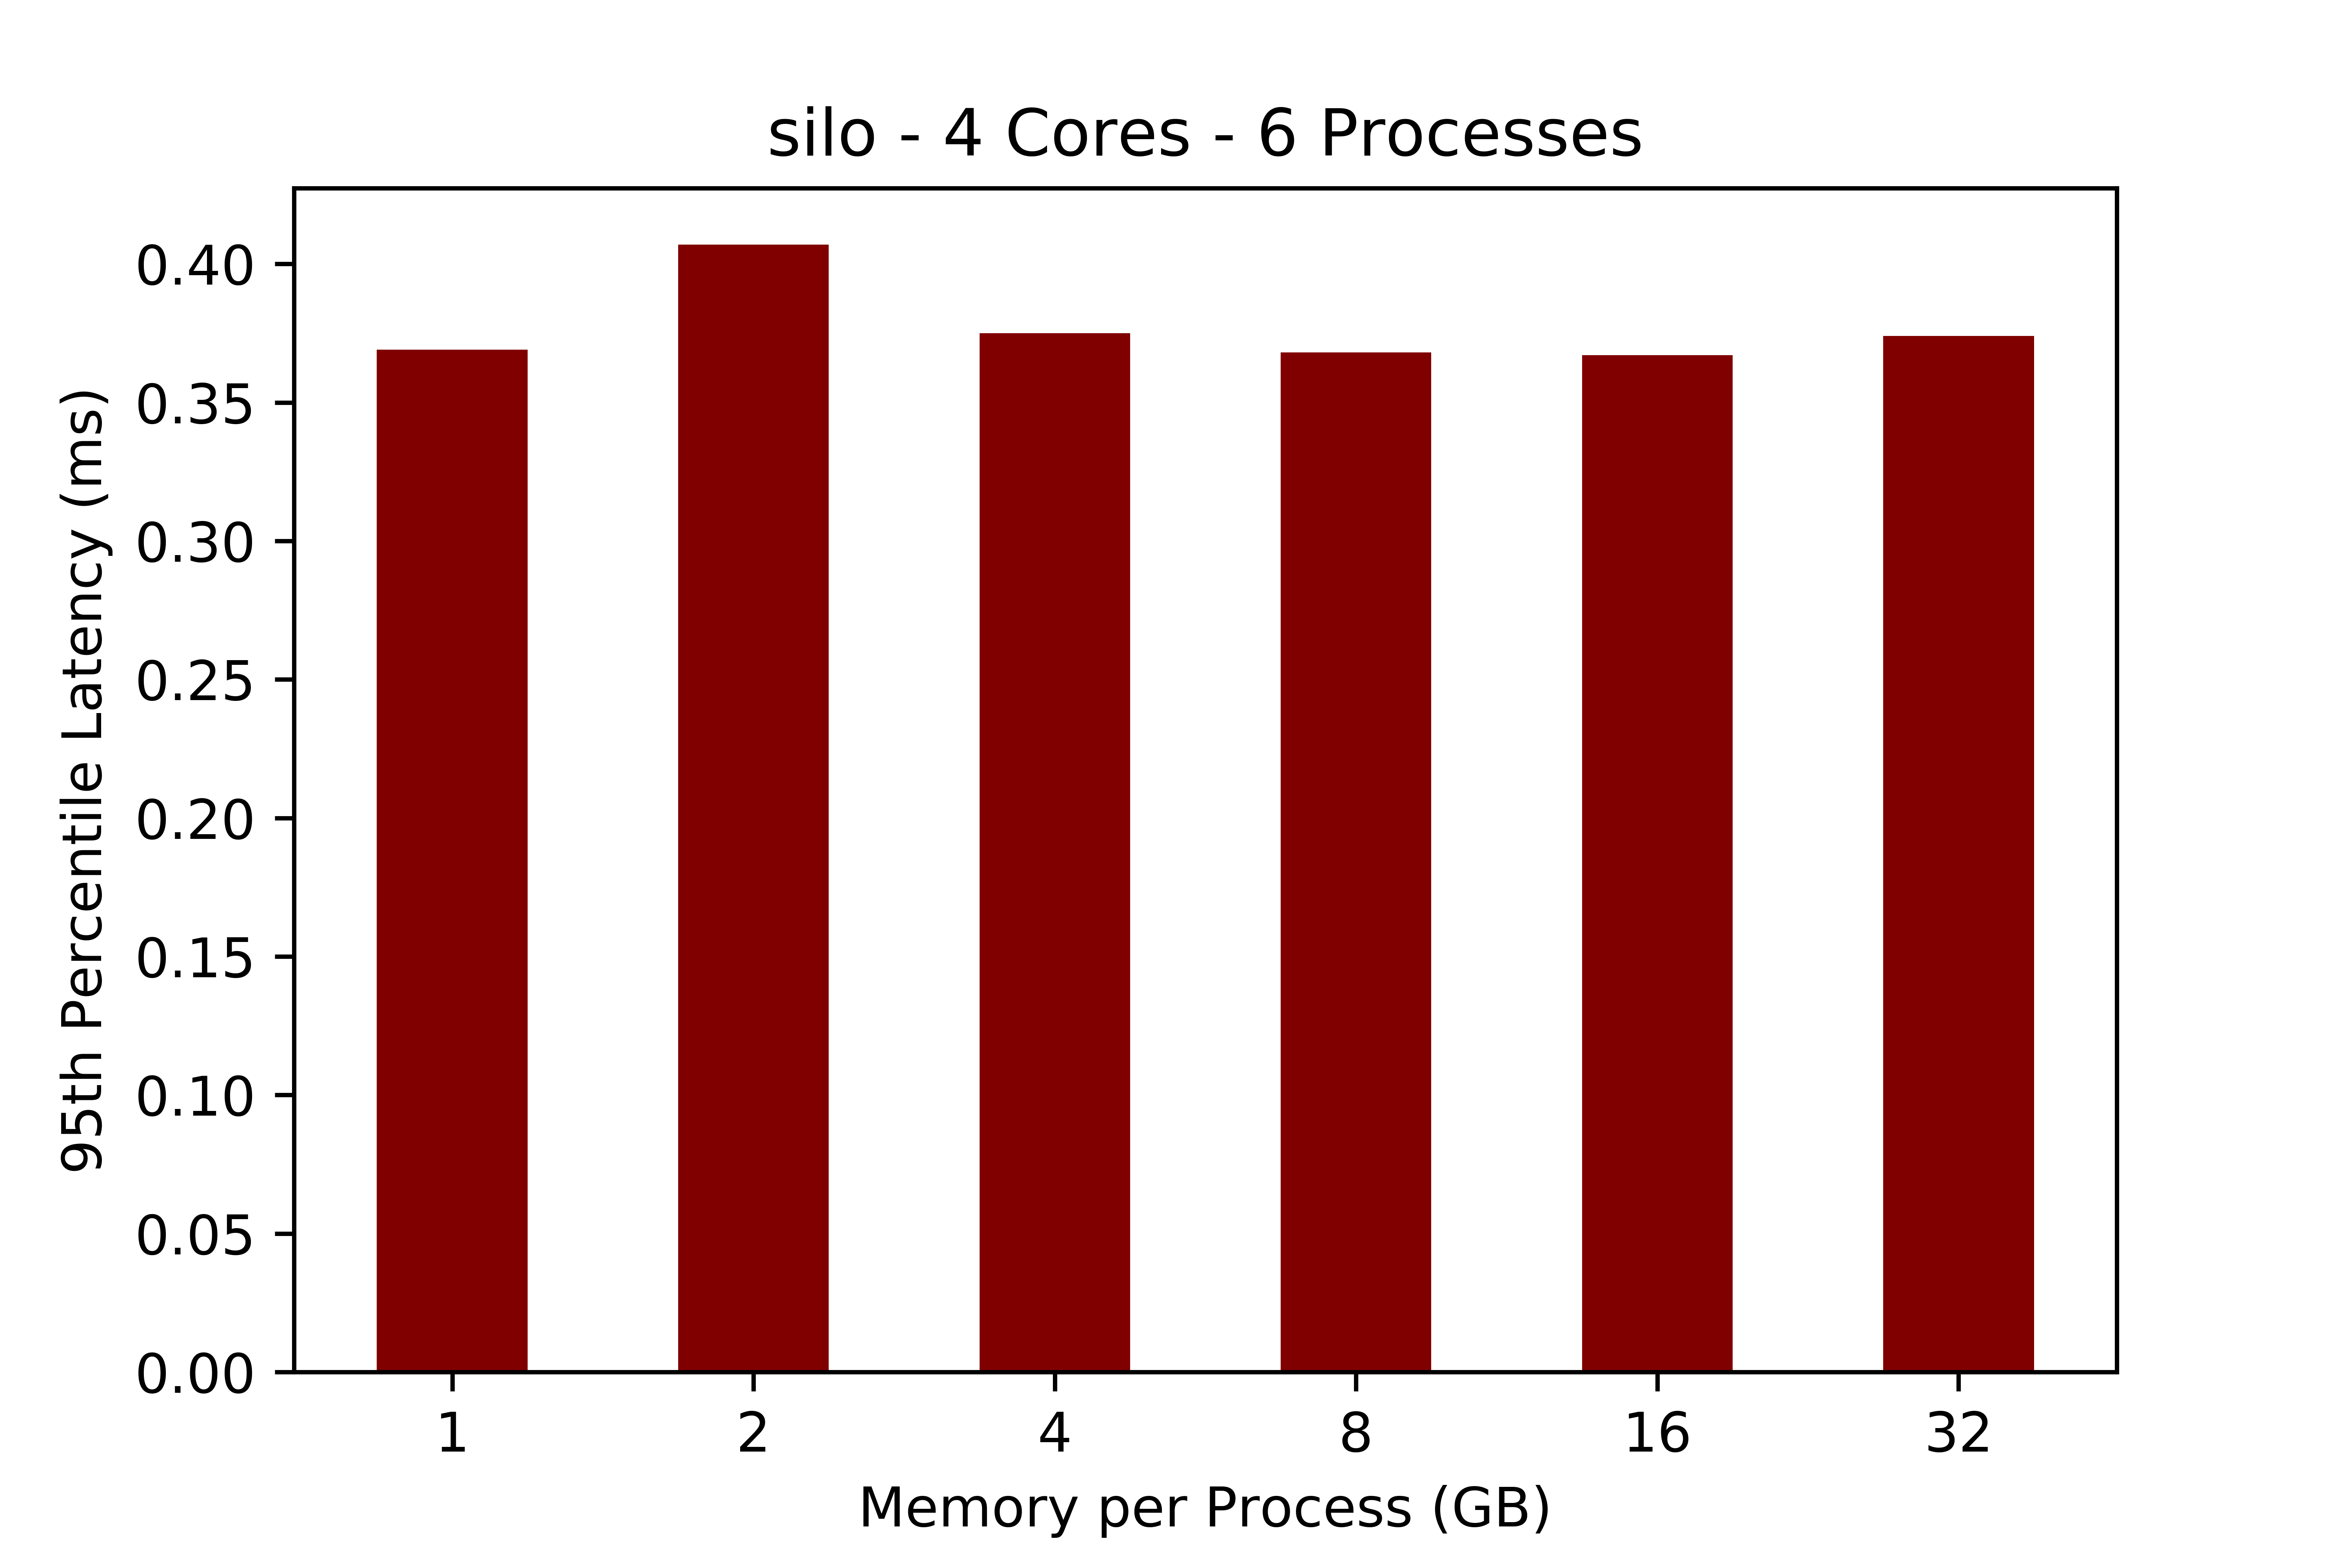 silo - 4 Cores - 6 Processes
95th Percentile Latency (ms)
0.40
0.35
0.30
0.25
0.20
0.15
0.10
0.05
0.00
1 2 4 8 16 32
Memory per Process (GB)